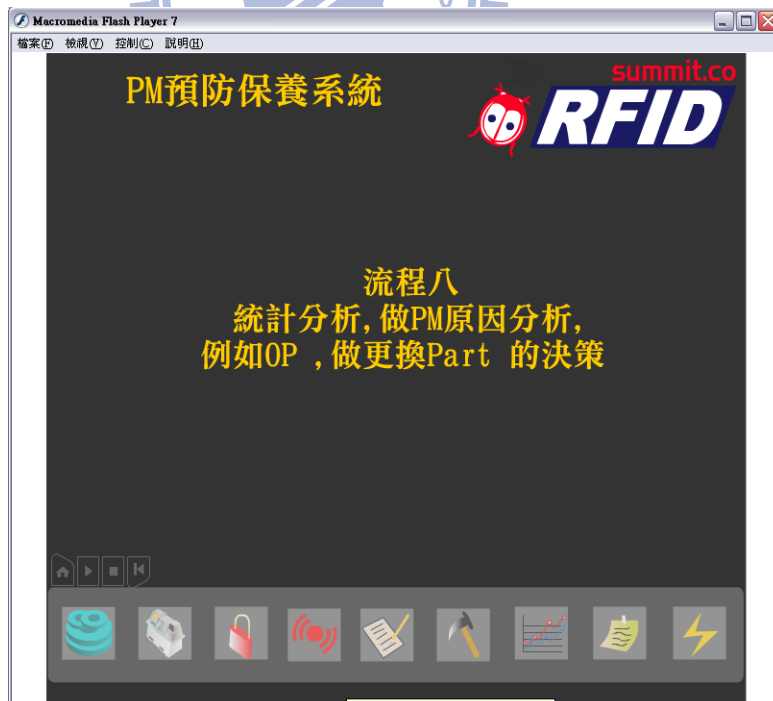 Macromedia Flash Player 7
檔案(F) 檢視(V) 控制(C) 說明(H)
PM預防保養系統
summit.co
RFID
流程八
統計分析,做PM原因分析,
例如OP ,做更換Part 的決策